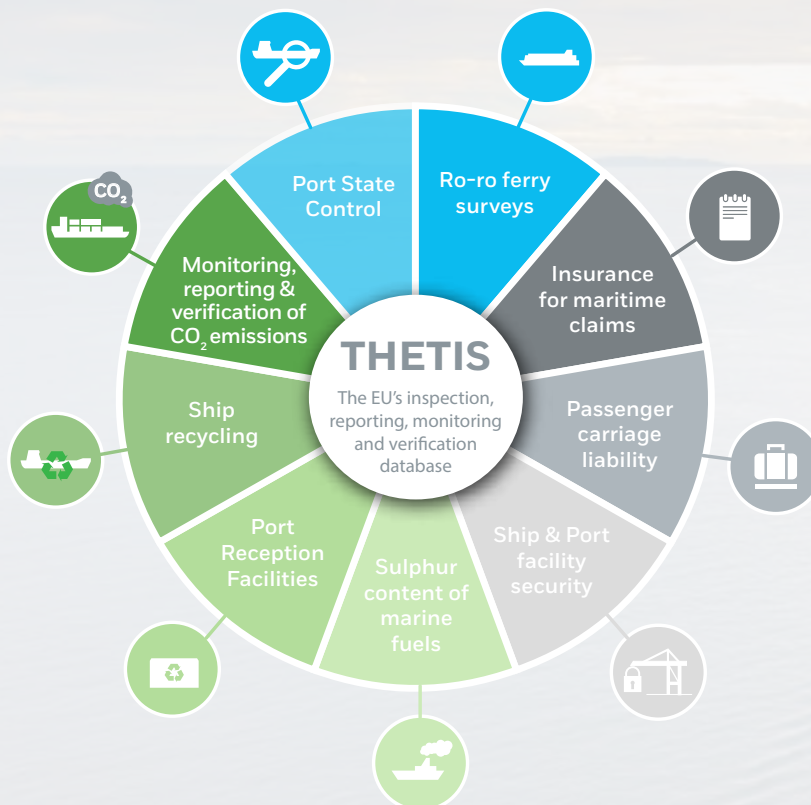 CO₂
Port State
Control
Ro-ro ferry
surveys
Insurance
for maritime
claims
Passenger
carriage
liability
Ship & Port
facility
security
Sulphur
content of
marine
fuels
Port
Reception
Facilities
Ship
recycling
Monitoring,
reporting &
verification of
CO₂ emissions
THETIS
The EU’s inspection,
reporting, monitoring
and verification
database